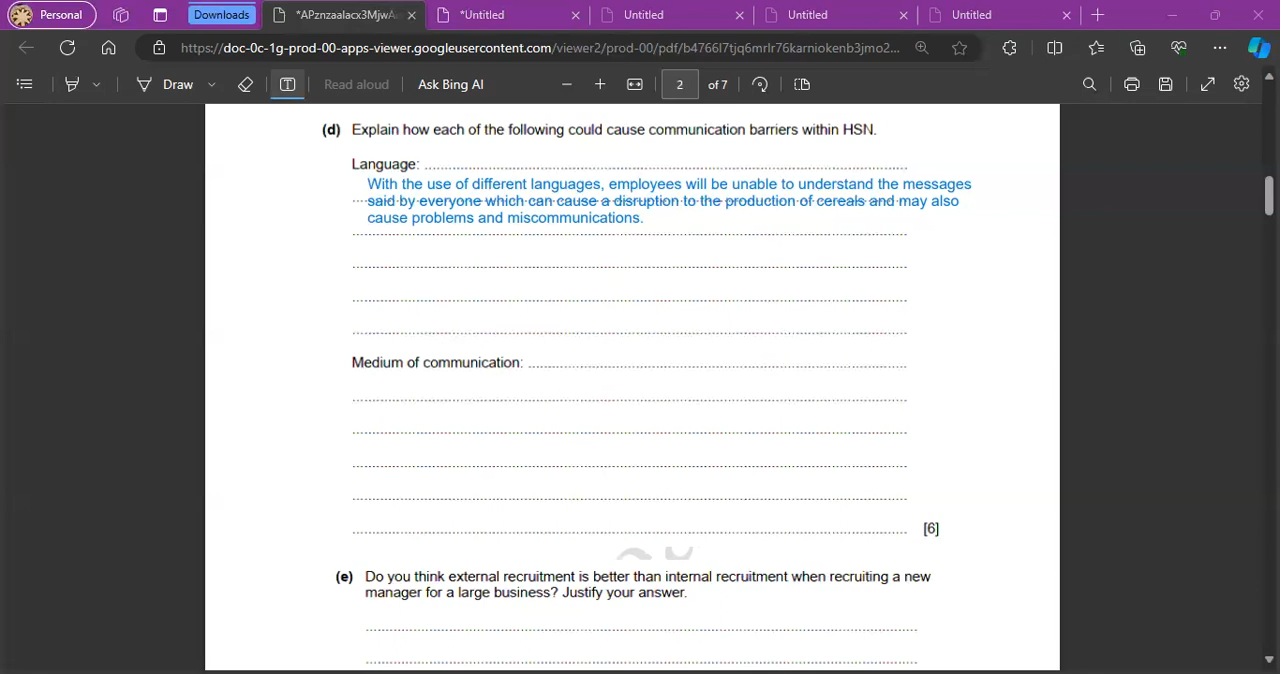 Personal
Downloads
*APznzaalacx3MjwA
*Untitled
Untitled
Untitled
Untitled
https://doc-0c-1g-prod-00-apps-viewer.googleusercontent.com/viewer2/prod-00/pdf/b4766l7tjq6mrlr76karniokenb3jmo2...
Draw
Read aloud
Ask Bing AI
2 of 7
(d) Explain how each of the following could cause communication barriers within HSN.
Language:
With the use of different languages, employees will be unable to understand the messages
said by everyone which can cause a disruption to the production of cereals and may also
cause problems and miscommunications.
Medium of communication:
[6]
(e) Do you think external recruitment is better than internal recruitment when recruiting a new
manager for a large business? Justify your answer.